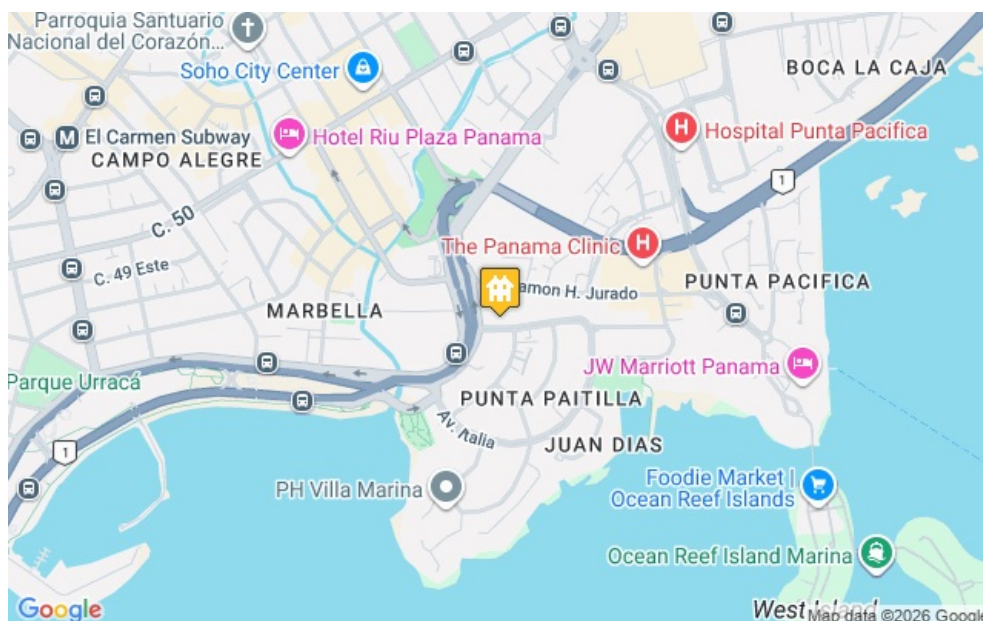 Parroquia Santuario
Nacional del Corazón...
Soho City Center
BOCA LA CAJA
M El Carmen Subway
CAMPO ALEGRE
Hotel Riu Plaza Panama
H Hospital Punta Pacifica
1
C. 50
The Panama Clinic H
C. 49 Este
amon H. Jurado
PUNTA PACIFICA
MARBELLA
JW Marriott Panama
Parque Urracá
PUNTA PAITILLA
Av. Italia
JUAN DIAS
1
PH Villa Marina
Foodie Market |
Ocean Reef Islands
Ocean Reef Island Marina
Google
West Island
Map data ©2026 Google